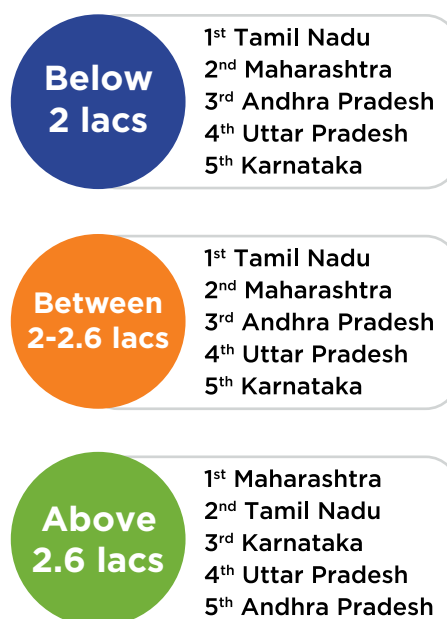 Below
2 lacs
1st Tamil Nadu
2nd Maharashtra
3rd Andhra Pradesh
4th Uttar Pradesh
5th Karnataka
Between
2-2.6 lacs
1st Tamil Nadu
2nd Maharashtra
3rd Andhra Pradesh
4th Uttar Pradesh
5th Karnataka
Above
2.6 lacs
1st Maharashtra
2nd Tamil Nadu
3rd Karnataka
4th Uttar Pradesh
5th Andhra Pradesh